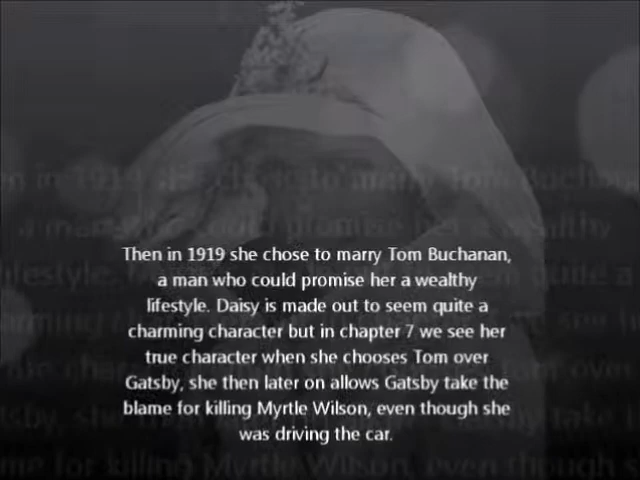 Then in 1919 she chose to marry Tom Buchanan,
a man who could promise her a wealthy
lifestyle. Daisy is made out to seem quite a
charming character but in chapter 7 we see her
true character when she chooses Tom over
Gatsby, she then later on allows Gatsby take the
blame for killing Myrtle Wilson, even though she
was driving the car.